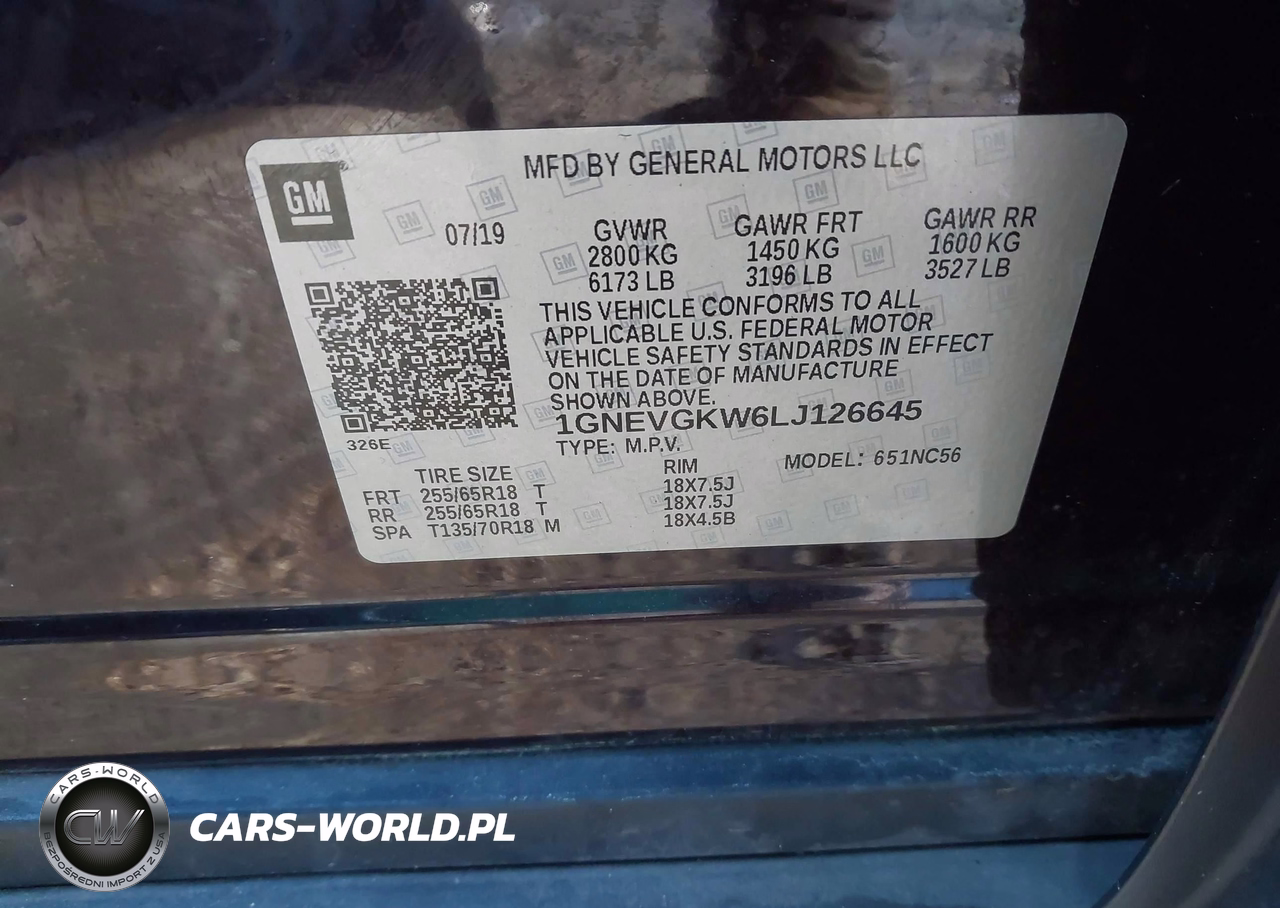 MFD BY GENERAL MOTORS LLC
GM
07/19
GVWR GAWR FRT GAWR RR
2800 KG 1450 KG 1600 KG
6173 LB 3196 LB 3527 LB
THIS VEHICLE CONFORMS TO ALL
APPLICABLE U.S. FEDERAL MOTOR
VEHICLE SAFETY STANDARDS IN EFFECT
ON THE DATE OF MANUFACTURE
SHOWN ABOVE.
1GNEVGKW6LJ126645
326E
TYPE: M.P.V. MODEL: 651NC56
TIRE SIZE RIM
FRT 255/65R18 T 18X7.5J
RR 255/65R18 T 18X7.5J
SPA T135/70R18 M 18X4.5B
CARS-WORLD
CW
BEZPOŚREDNI IMPORT Z USA
CARS-WORLD.PL